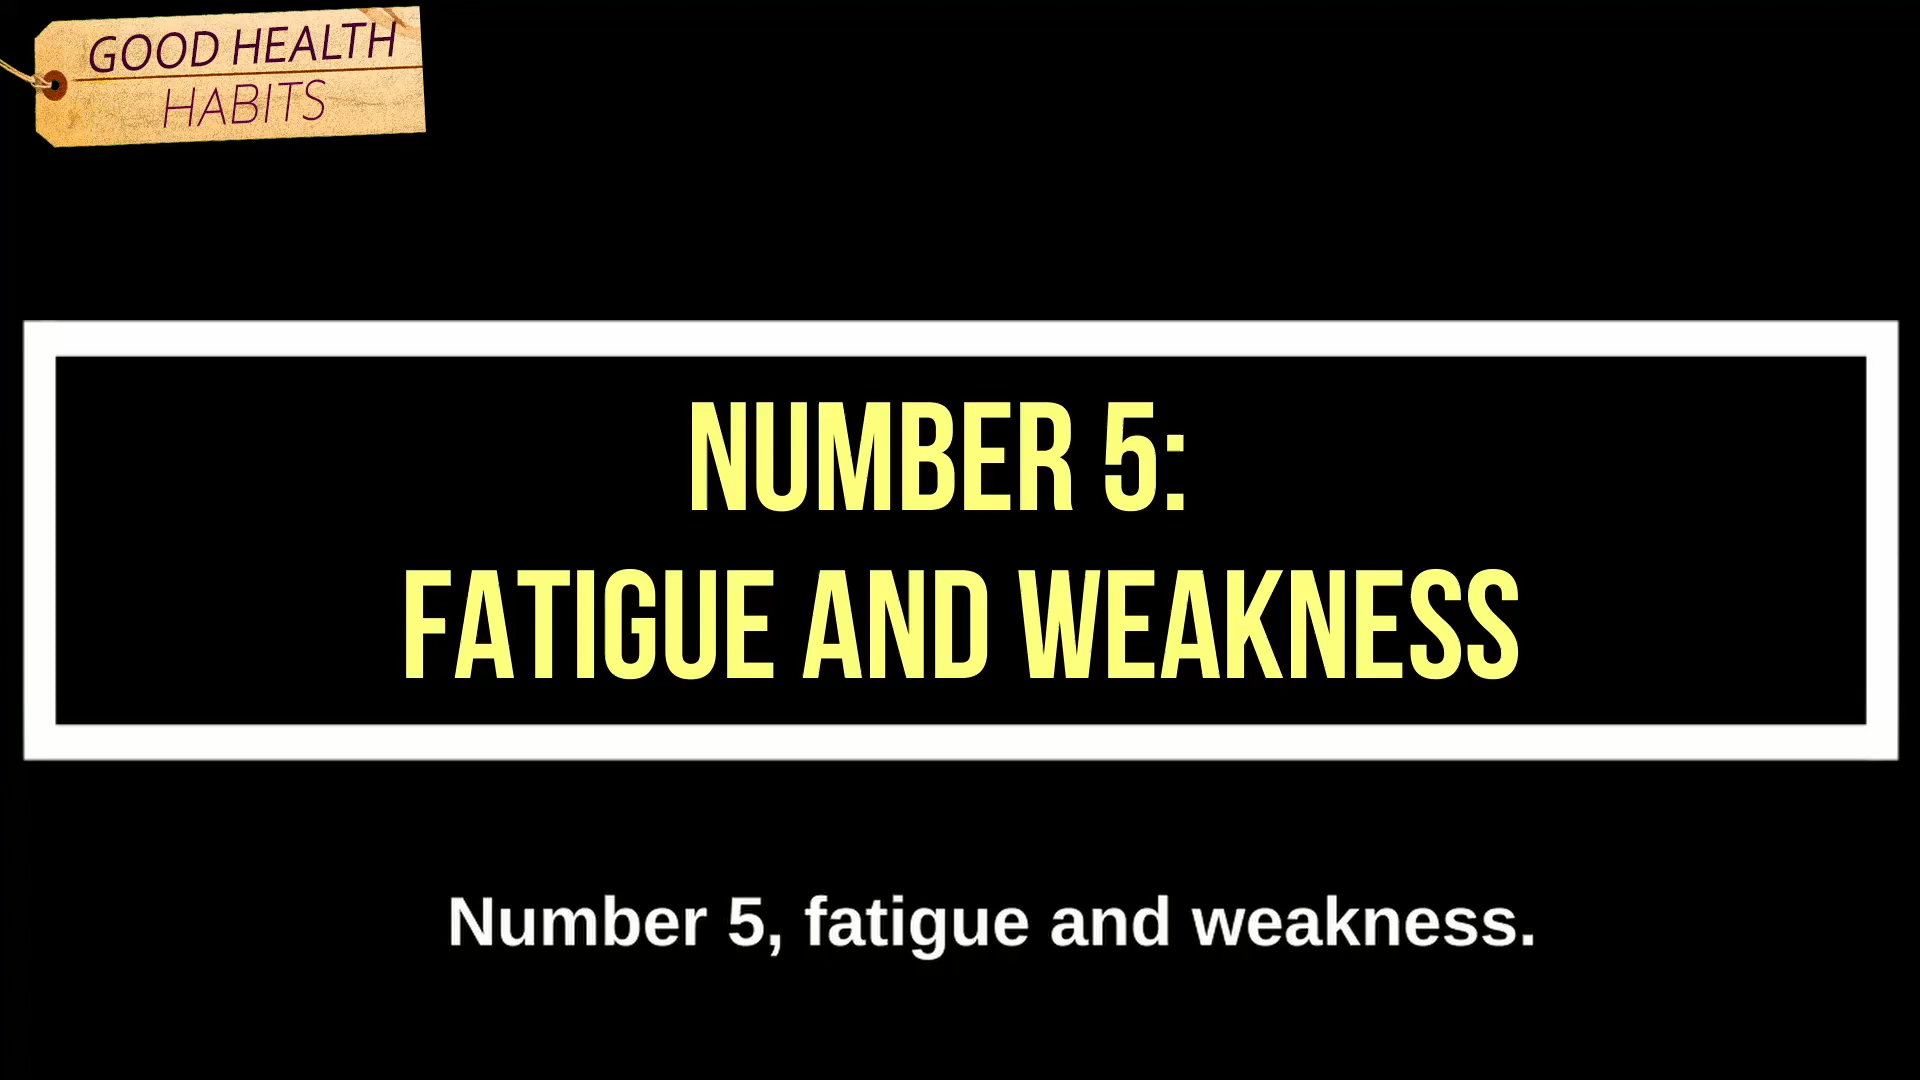 GOOD HEALTH
HABITS
NUMBER 5:
FATIGUE AND WEAKNESS
Number 5, fatigue and weakness.